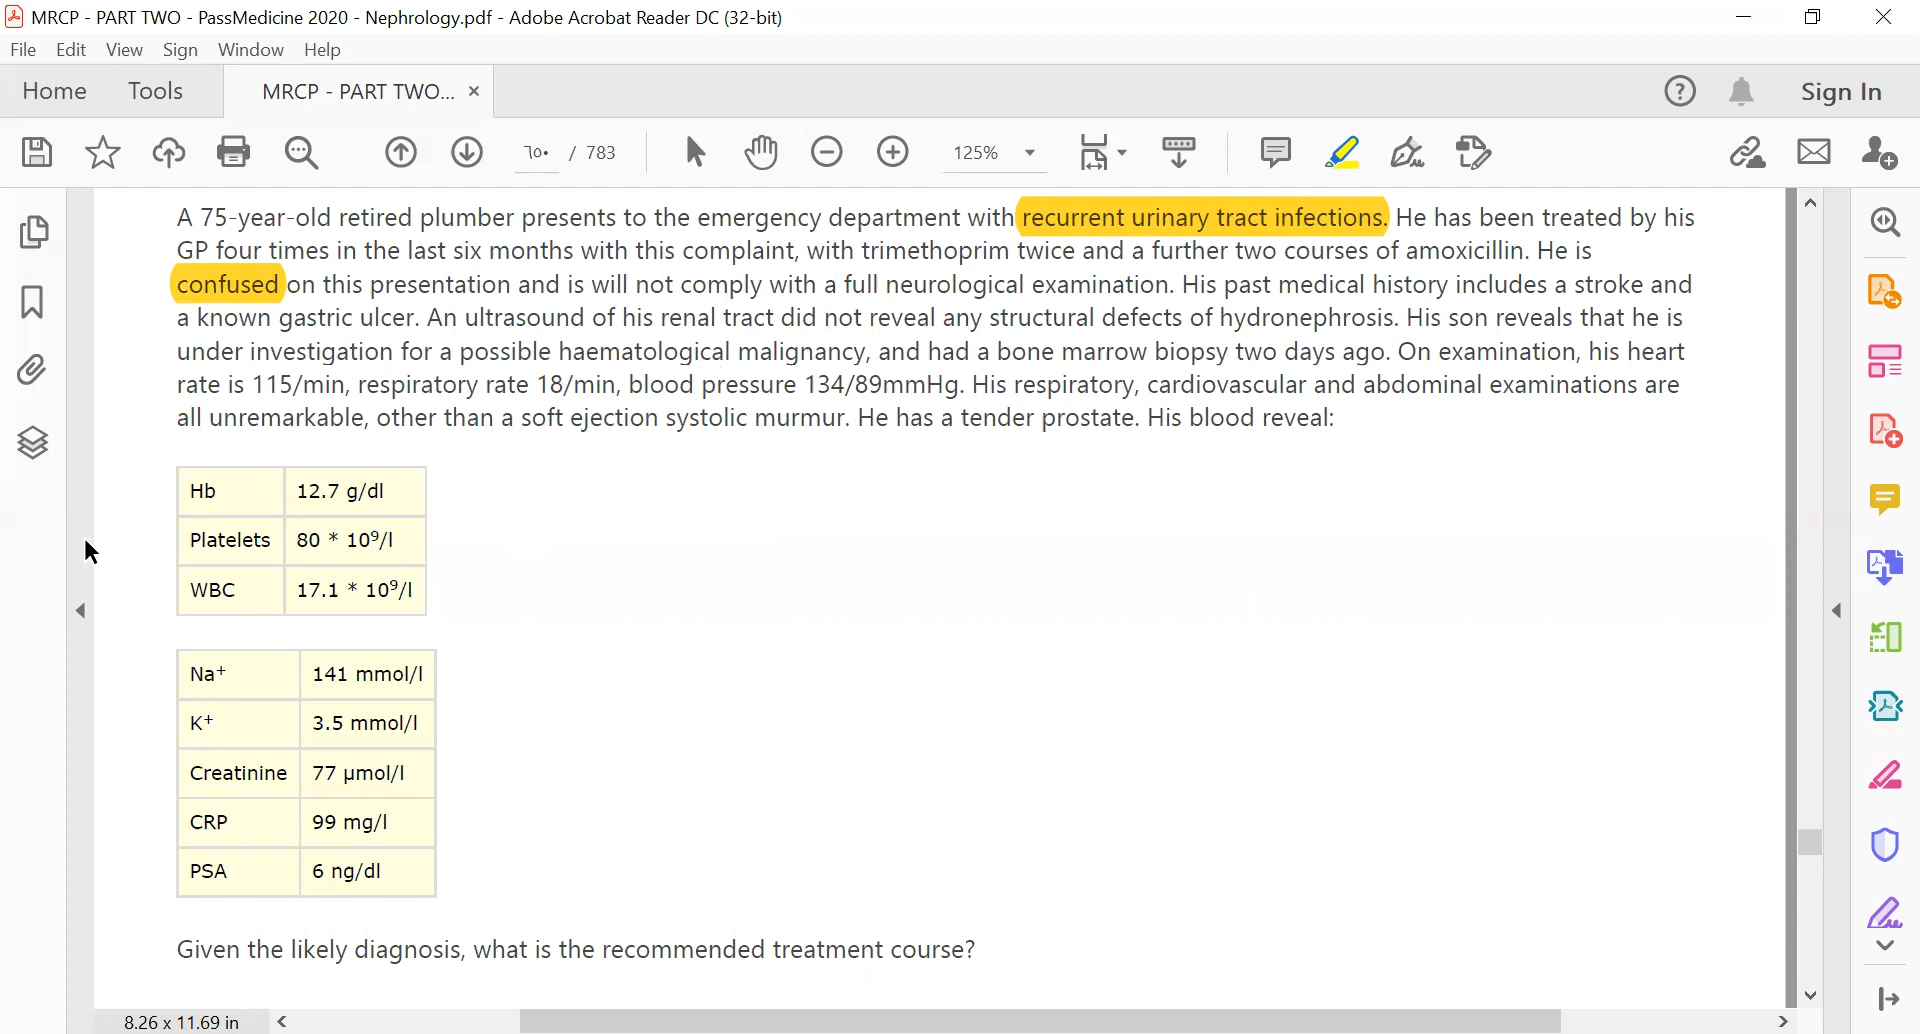 MRCP - PART TWO - PassMedicine 2020 - Nephrology.pdf - Adobe Acrobat Reader DC (32-bit)
File Edit View Sign Window Help
Home Tools MRCP - PART TWO... × Sign In
٦٥٠ / 783 125%
A 75-year-old retired plumber presents to the emergency department with recurrent urinary tract infections. He has been treated by his
GP four times in the last six months with this complaint, with trimethoprim twice and a further two courses of amoxicillin. He is
confused on this presentation and is will not comply with a full neurological examination. His past medical history includes a stroke and
a known gastric ulcer. An ultrasound of his renal tract did not reveal any structural defects of hydronephrosis. His son reveals that he is
under investigation for a possible haematological malignancy, and had a bone marrow biopsy two days ago. On examination, his heart
rate is 115/min, respiratory rate 18/min, blood pressure 134/89mmHg. His respiratory, cardiovascular and abdominal examinations are
all unremarkable, other than a soft ejection systolic murmur. He has a tender prostate. His blood reveal:
Hb 12.7 g/dl
Platelets 80 * 10⁹/l
WBC 17.1 * 10⁹/l
Na⁺ 141 mmol/l
K⁺ 3.5 mmol/l
Creatinine 77 µmol/l
CRP 99 mg/l
PSA 6 ng/dl
Given the likely diagnosis, what is the recommended treatment course?
8.26 x 11.69 in